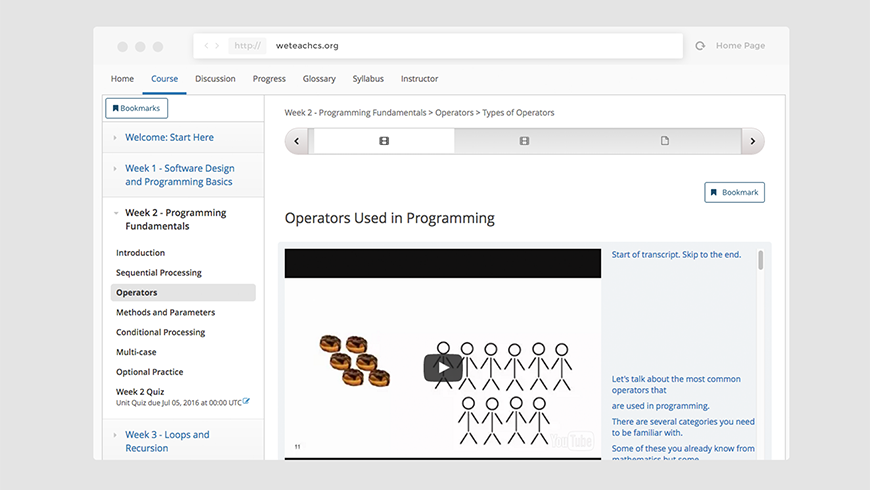 http://
weteachcs.org
Home Page
Home
Course
Discussion
Progress
Glossary
Syllabus
Instructor
Bookmarks
Welcome: Start Here
Week 1 - Software Design
and Programming Basics
Week 2 - Programming
Fundamentals
Introduction
Sequential Processing
Operators
Methods and Parameters
Conditional Processing
Multi-case
Optional Practice
Week 2 Quiz
Unit Quiz due Jul 05, 2016 at 00:00 UTC
Week 3 - Loops and
Recursion
Week 2 - Programming Fundamentals > Operators > Types of Operators
Bookmark
Operators Used in Programming
11
YouTube
Start of transcript. Skip to the end.
Let's talk about the most common
operators that
are used in programming.
There are several categories you need
to be familiar with.
Some of these you already know from
mathematics but some